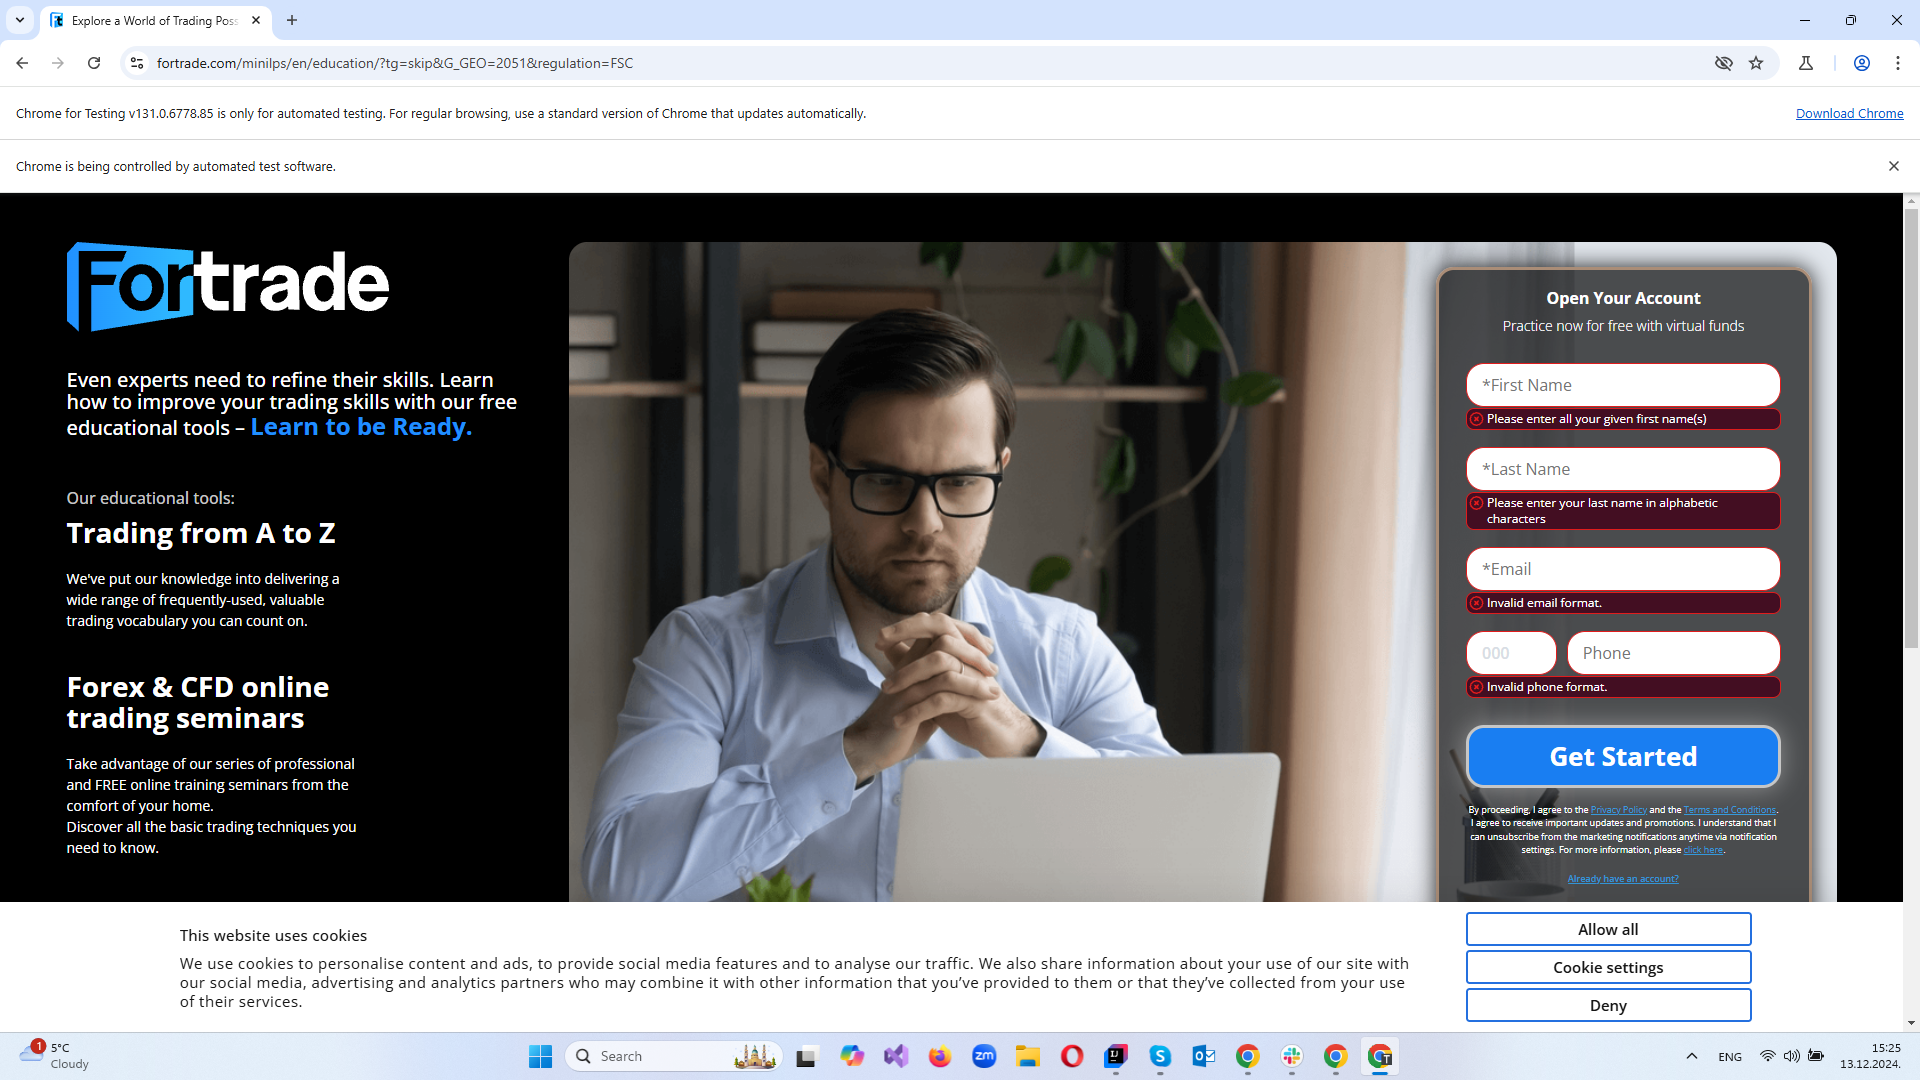 Explore a World of Trading Poss
fortrade.com/minilps/en/education/?tg=skip&G_GEO=2051&regulation=FSC
Chrome for Testing v131.0.6778.85 is only for automated testing. For regular browsing, use a standard version of Chrome that updates automatically.
Download Chrome
Chrome is being controlled by automated test software.
Fortrade
Even experts need to refine their skills. Learn
how to improve your trading skills with our free
educational tools – Learn to be Ready.
Our educational tools:
Trading from A to Z
We've put our knowledge into delivering a
wide range of frequently-used, valuable
trading vocabulary you can count on.
Forex & CFD online
trading seminars
Take advantage of our series of professional
and FREE online training seminars from the
comfort of your home.
Discover all the basic trading techniques you
need to know.
Open Your Account
Practice now for free with virtual funds
*First Name
Please enter all your given first name(s)
*Last Name
Please enter your last name in alphabetic
characters
*Email
Invalid email format.
000
Phone
Invalid phone format.
Get Started
By proceeding, I agree to the Privacy Policy and the Terms and Conditions.
I agree to receive important updates and promotions. I understand that I
can unsubscribe from the marketing notifications anytime via notification
settings. For more information, please click here.
Already have an account?
This website uses cookies
We use cookies to personalise content and ads, to provide social media features and to analyse our traffic. We also share information about your use of our site with
our social media, advertising and analytics partners who may combine it with other information that you've provided to them or that they've collected from your use
of their services.
Allow all
Cookie settings
Deny
1
5°C
Cloudy
Search
zm
ENG
15:25
13.12.2024.